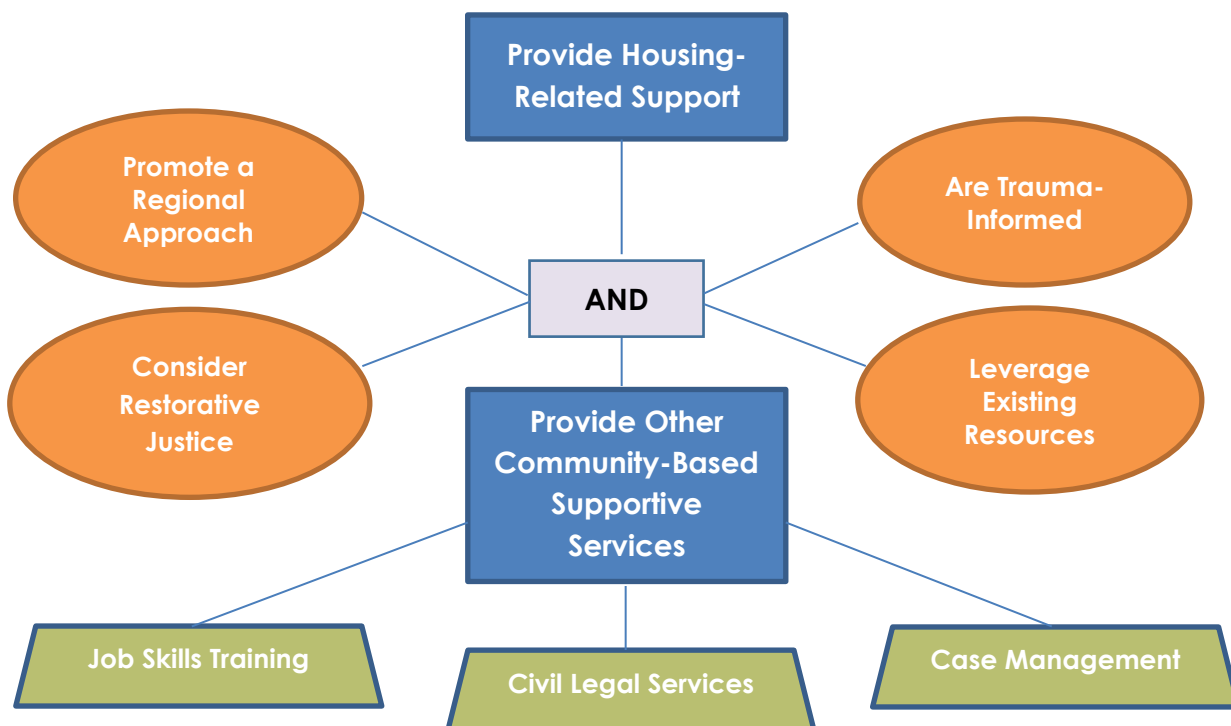 Provide Housing-
Related Support
Promote a
Regional
Approach
Are Trauma-
Informed
AND
Consider
Restorative
Justice
Leverage
Existing
Resources
Provide Other
Community-Based
Supportive
Services
Job Skills Training
Civil Legal Services
Case Management